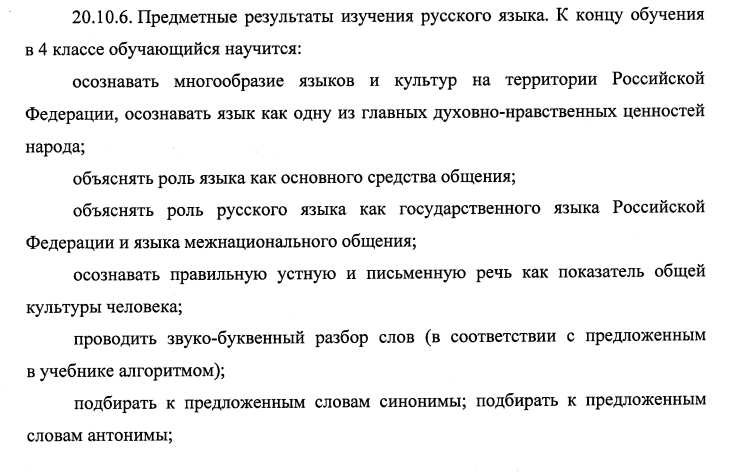 20.10.6. Предметные результаты изучения русского языка. К концу обучения
в 4 классе обучающийся научится:
осознавать многообразие языков и культур на территории Российской
Федерации, осознавать язык как одну из главных духовно-нравственных ценностей
народа;
объяснять роль языка как основного средства общения;
объяснять роль русского языка как государственного языка Российской
Федерации и языка межнационального общения;
осознавать правильную устную и письменную речь как показатель общей
культуры человека;
проводить звуко-буквенный разбор слов (в соответствии с предложенным
в учебнике алгоритмом);
подбирать к предложенным словам синонимы; подбирать к предложенным
словам антонимы;